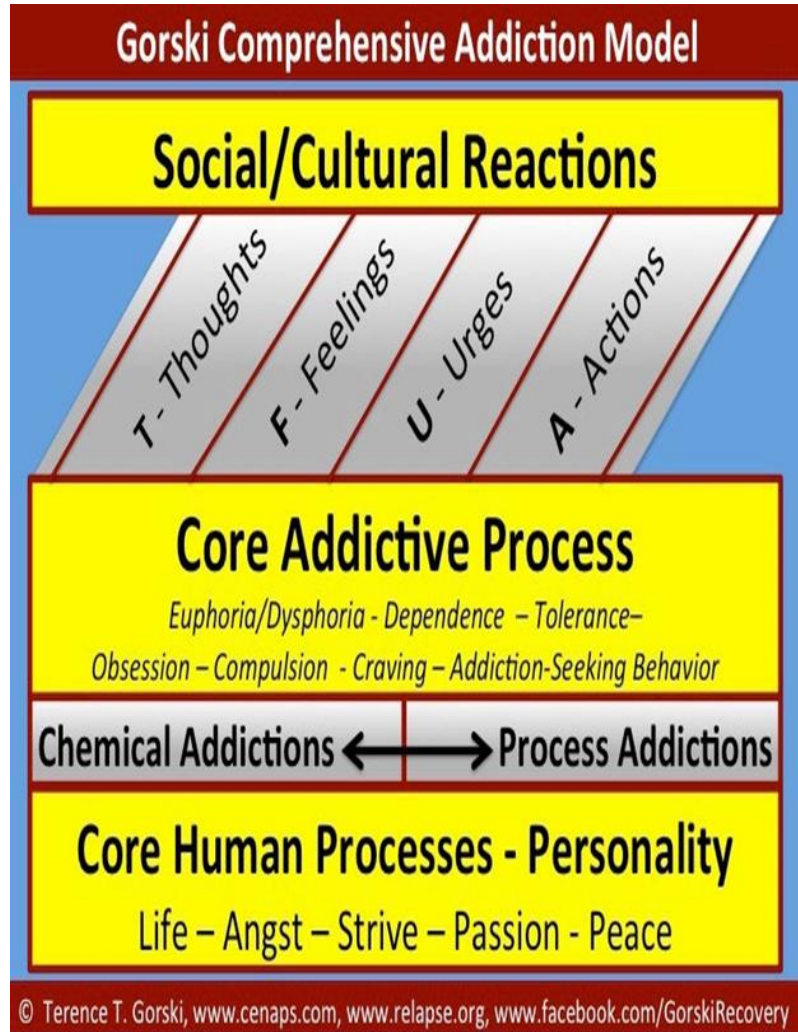 Gorski Comprehensive Addiction Model
Social/Cultural Reactions
T - Thoughts
F - Feelings
U - Urges
A - Actions
Core Addictive Process
Euphoria/Dysphoria - Dependence – Tolerance–
Obsession – Compulsion - Craving – Addiction-Seeking Behavior
Chemical Addictions
Process Addictions
Core Human Processes - Personality
Life – Angst – Strive – Passion - Peace
© Terence T. Gorski, www.cenaps.com, www.relapse.org, www.facebook.com/GorskiRecovery